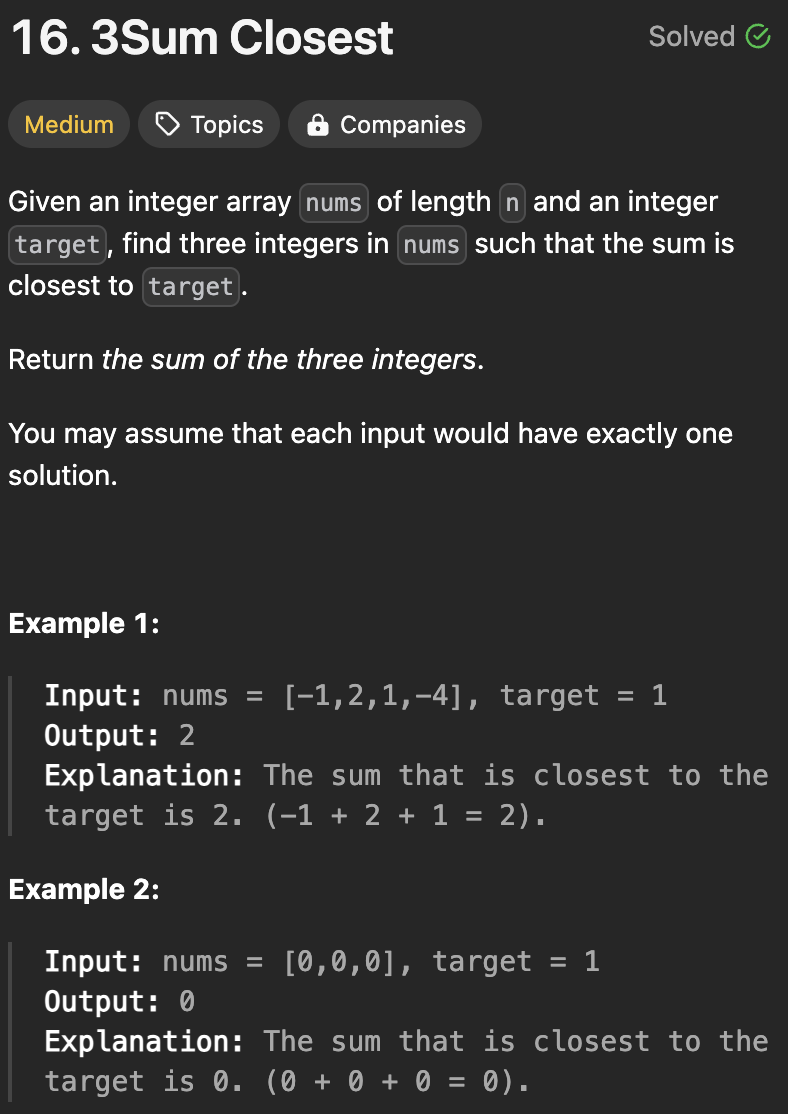 16. 3Sum Closest
Solved
Medium
Topics
Companies
Given an integer array nums of length n and an integer
target, find three integers in nums such that the sum is
closest to target.
Return the sum of the three integers.
You may assume that each input would have exactly one
solution.
Example 1:
Input: nums = [-1,2,1,-4], target = 1
Output: 2
Explanation: The sum that is closest to the
target is 2. (-1 + 2 + 1 = 2).
Example 2:
Input: nums = [0,0,0], target = 1
Output: 0
Explanation: The sum that is closest to the
target is 0. (0 + 0 + 0 = 0).